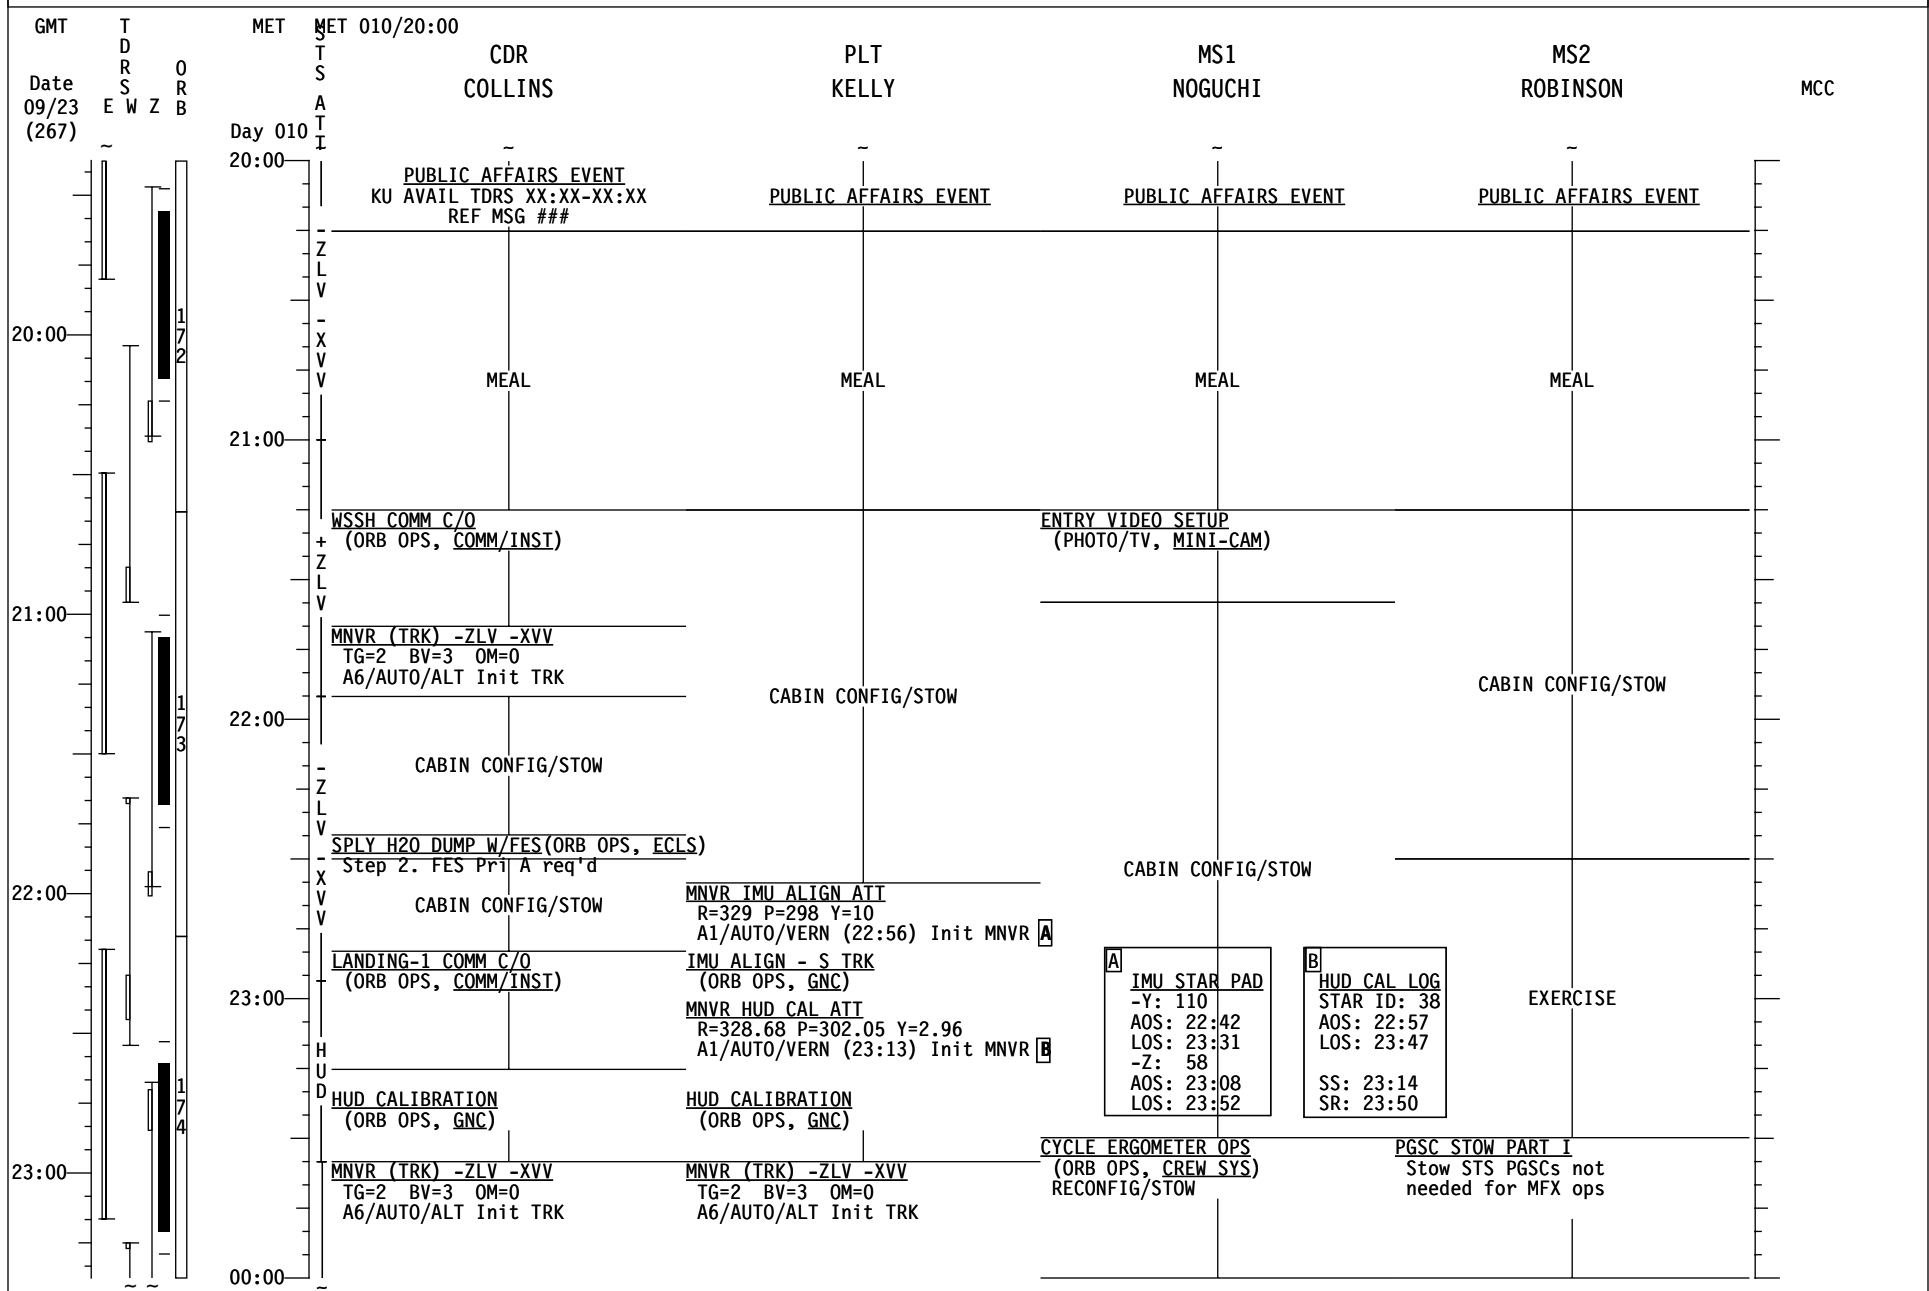 GMT T D R S MET MET 010/20:00 STS ATT
CDR PLT MS1 MS2
COLLINS KELLY NOGUCHI ROBINSON MCC
Date
09/23 E W Z ORB
(267)
Day 010
~ ~ ~ ~ ~
20:00
PUBLIC AFFAIRS EVENT
KU AVAIL TDRS XX:XX-XX:XX
REF MSG ###
PUBLIC AFFAIRS EVENT
PUBLIC AFFAIRS EVENT
PUBLIC AFFAIRS EVENT
-ZLV -XVV
172
20:00
MEAL MEAL MEAL MEAL
21:00
WSSH COMM C/O
(ORB OPS, COMM/INST)
ENTRY VIDEO SETUP
(PHOTO/TV, MINI-CAM)
+ZLV
21:00
MNVR (TRK) -ZLV -XVV
TG=2 BV=3 OM=0
A6/AUTO/ALT Init TRK
CABIN CONFIG/STOW
CABIN CONFIG/STOW
173
22:00
CABIN CONFIG/STOW
-ZLV -XVV
SPLY H2O DUMP W/FES(ORB OPS, ECLS)
Step 2. FES Pri A req'd
CABIN CONFIG/STOW
22:00
CABIN CONFIG/STOW
MNVR IMU ALIGN ATT
R=329 P=298 Y=10
A1/AUTO/VERN (22:56) Init MNVR A
LANDING-1 COMM C/O
(ORB OPS, COMM/INST)
IMU ALIGN - S TRK
(ORB OPS, GNC)
23:00
MNVR HUD CAL ATT
R=328.68 P=302.05 Y=2.96
A1/AUTO/VERN (23:13) Init MNVR B
A
IMU STAR PAD
-Y: 110
AOS: 22:42
LOS: 23:31
-Z: 58
AOS: 23:08
LOS: 23:52
B
HUD CAL LOG
STAR ID: 38
AOS: 22:57
LOS: 23:47
SS: 23:14
SR: 23:50
EXERCISE
HUD
174
HUD CALIBRATION
(ORB OPS, GNC)
HUD CALIBRATION
(ORB OPS, GNC)
23:00
MNVR (TRK) -ZLV -XVV
TG=2 BV=3 OM=0
A6/AUTO/ALT Init TRK
MNVR (TRK) -ZLV -XVV
TG=2 BV=3 OM=0
A6/AUTO/ALT Init TRK
CYCLE ERGOMETER OPS
(ORB OPS, CREW SYS)
RECONFIG/STOW
PGSC STOW PART I
Stow STS PGSCs not
needed for MFX ops
00:00
~ ~ ~